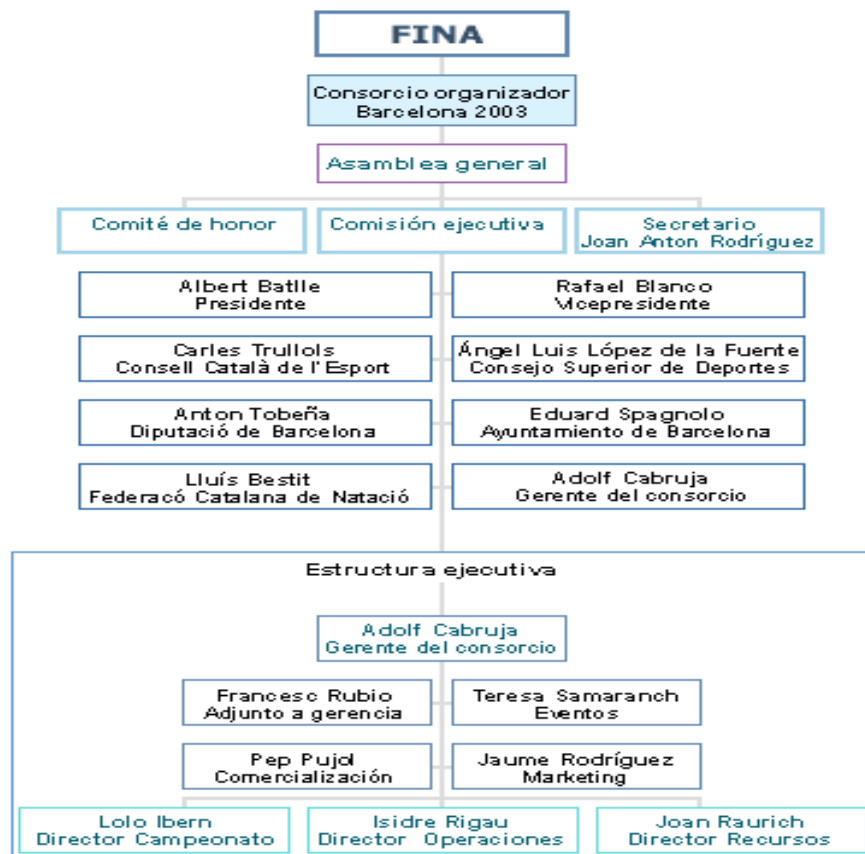 FINA
Consorcio organizador
Barcelona 2003
Asamblea general
Comité de honor
Comisión ejecutiva
Secretario
Joan Anton Rodríguez
Albert Batlle
Presidente
Rafael Blanco
Vicepresidente
Carles Trullols
Consell Català de l'Esport
Ángel Luis López de la Fuente
Consejo Superior de Deportes
Anton Tobeña
Diputació de Barcelona
Eduard Spagnolo
Ayuntamiento de Barcelona
Lluís Bestit
Federacó Catalana de Natació
Adolf Cabruja
Gerente del consorcio
Estructura ejecutiva
Adolf Cabruja
Gerente del consorcio
Francesc Rubio
Adjunto a gerencia
Teresa Samaranch
Eventos
Pep Pujol
Comercialización
Jaume Rodríguez
Marketing
Lolo Ibern
Director Campeonato
Isidre Rigau
Director Operaciones
Joan Raurich
Director Recursos